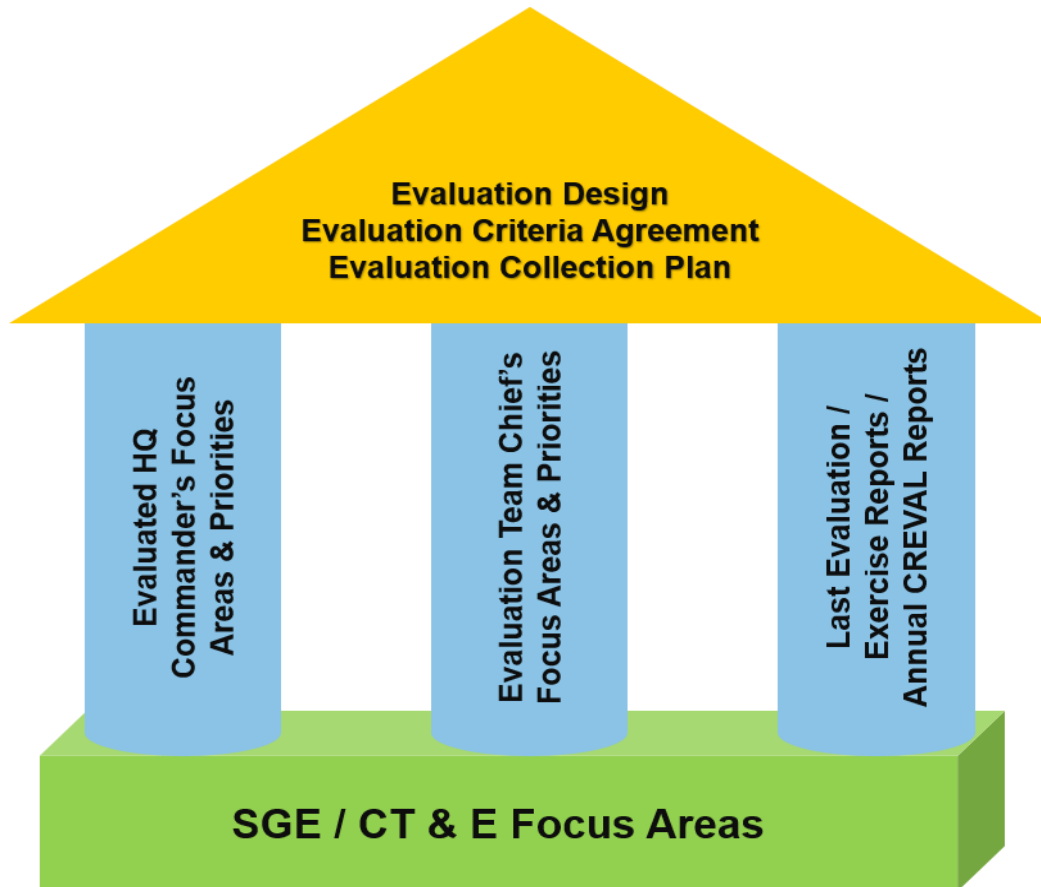 Evaluation Design
Evaluation Criteria Agreement
Evaluation Collection Plan
Evaluated HQ
Commander’s Focus
Areas & Priorities
Evaluation Team Chief’s
Focus Areas & Priorities
Last Evaluation /
Exercise Reports /
Annual CREVAL Reports
SGE / CT & E Focus Areas